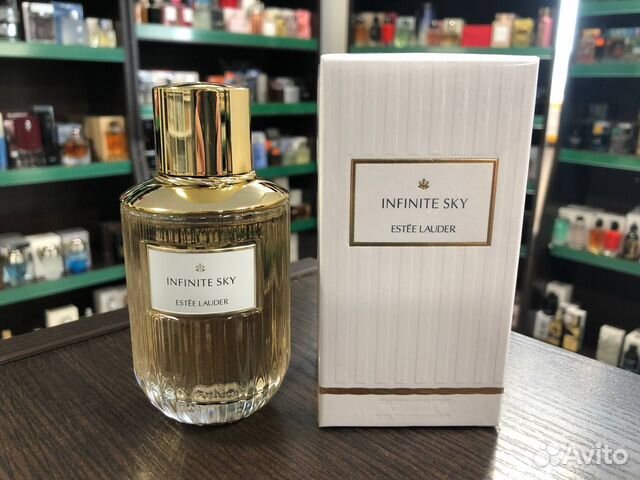 INFINITE SKY
ESTĒE LAUDER
INFINITE SKY
ESTĒE LAUDER
Avito